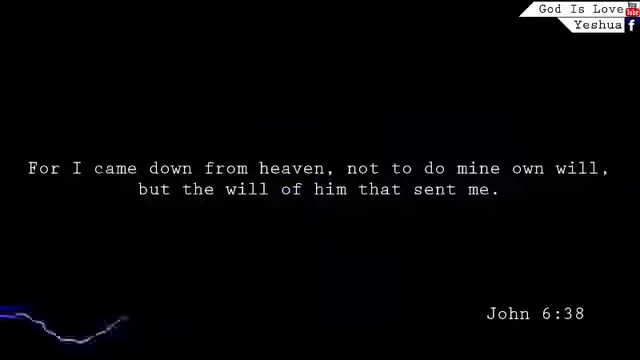 God Is Love
Yeshua
For I came down from heaven, not to do mine own will,
but the will of him that sent me.
John 6:38